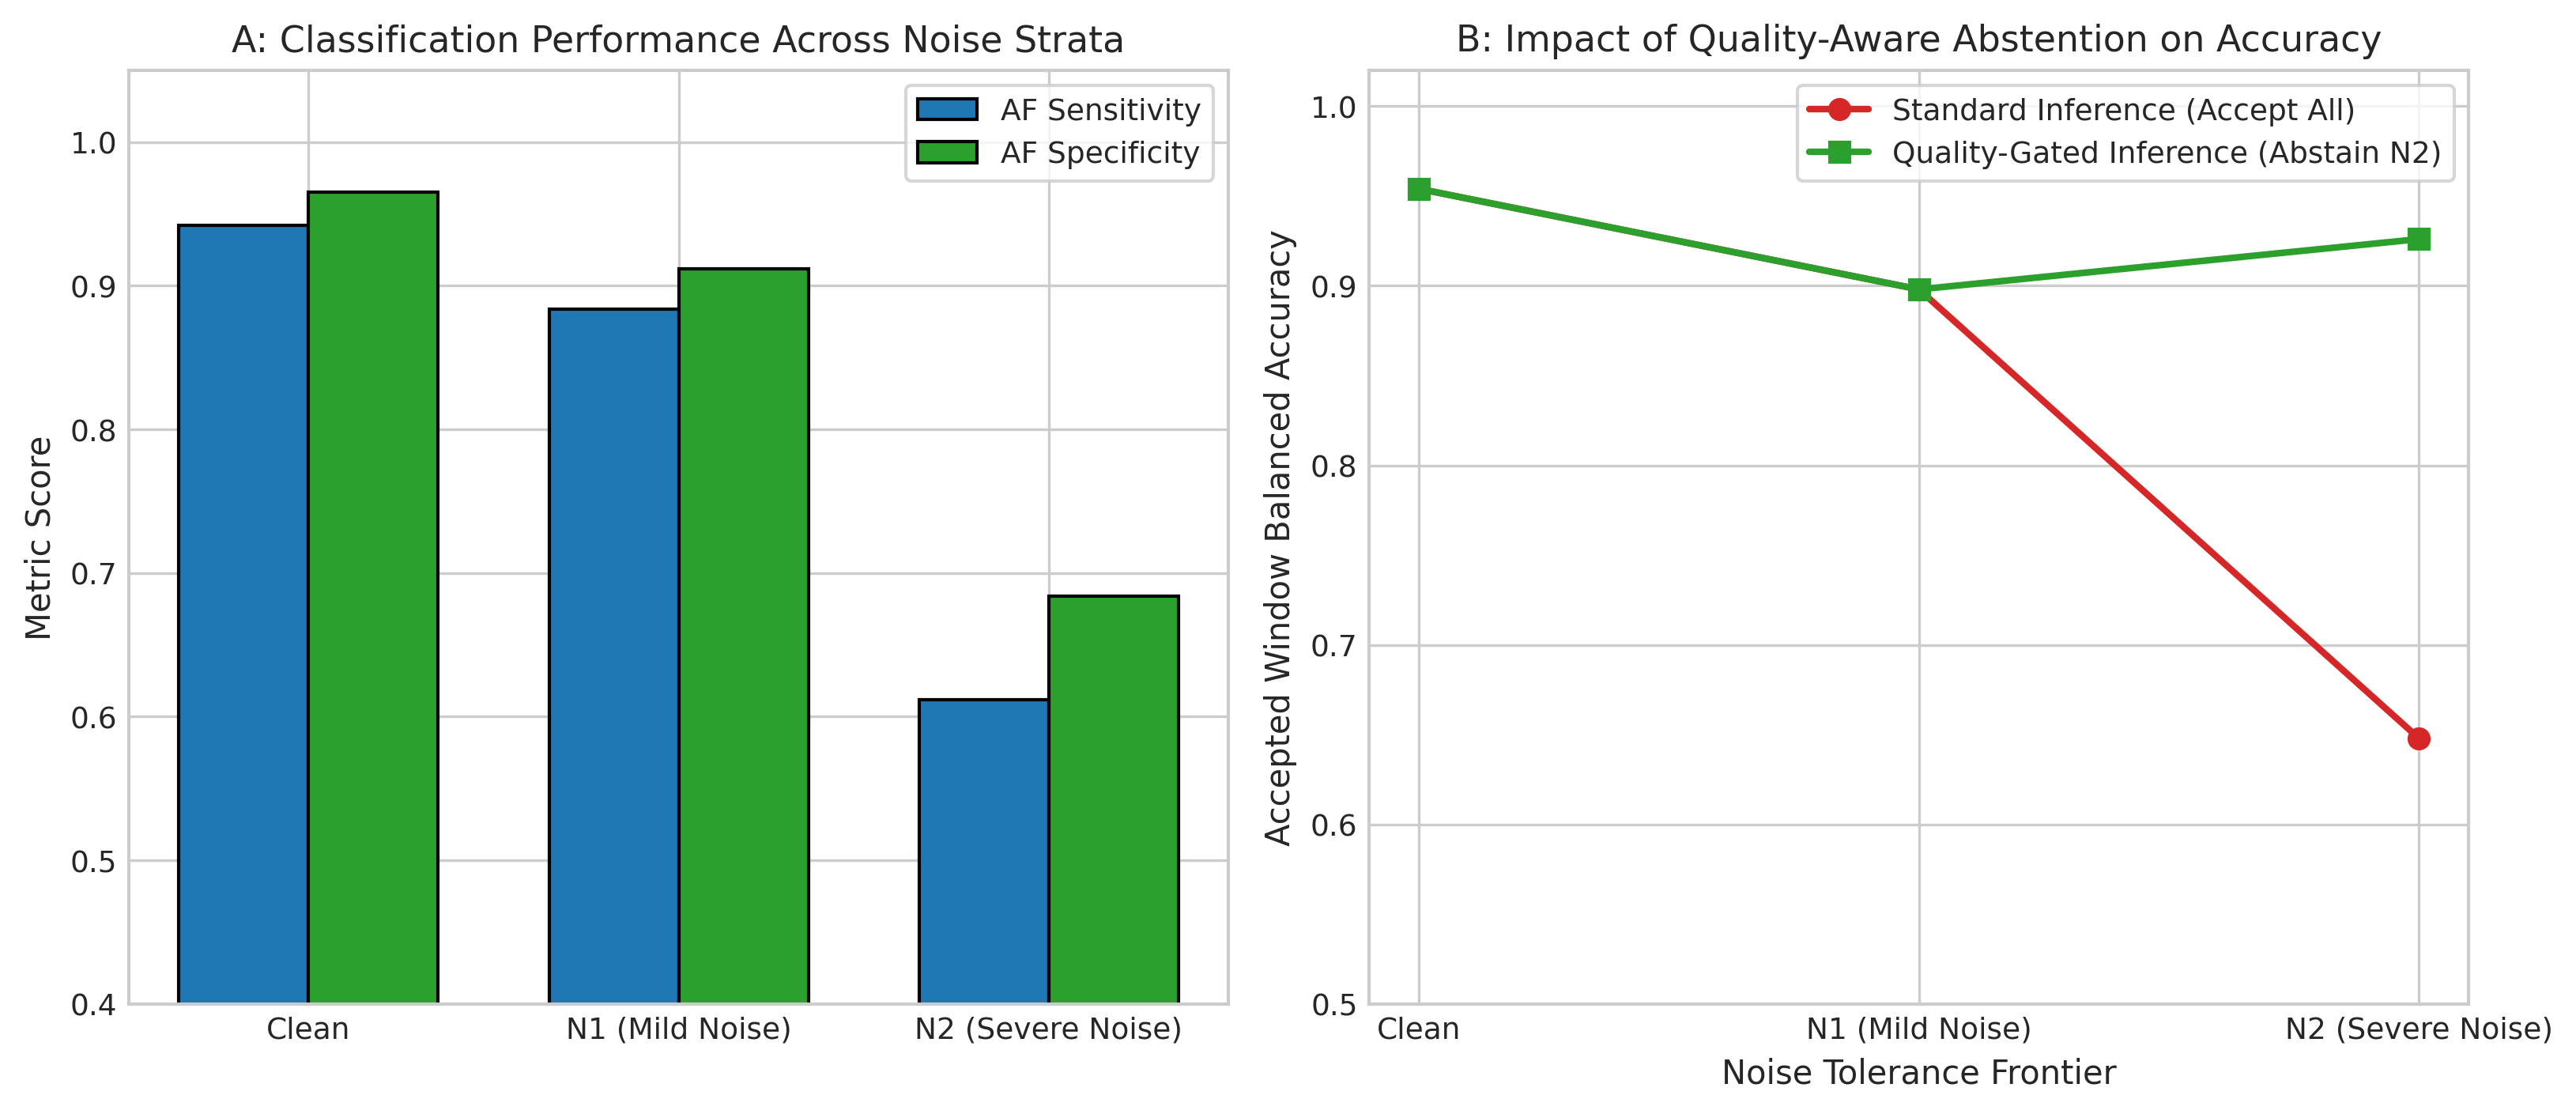 A: Classification Performance Across Noise Strata
AF Sensitivity
AF Specificity
Metric Score
1.0
0.9
0.8
0.7
0.6
0.5
0.4
Clean
N1 (Mild Noise)
N2 (Severe Noise)
B: Impact of Quality-Aware Abstention on Accuracy
Standard Inference (Accept All)
Quality-Gated Inference (Abstain N2)
Accepted Window Balanced Accuracy
1.0
0.9
0.8
0.7
0.6
0.5
Clean
N1 (Mild Noise)
N2 (Severe Noise)
Noise Tolerance Frontier